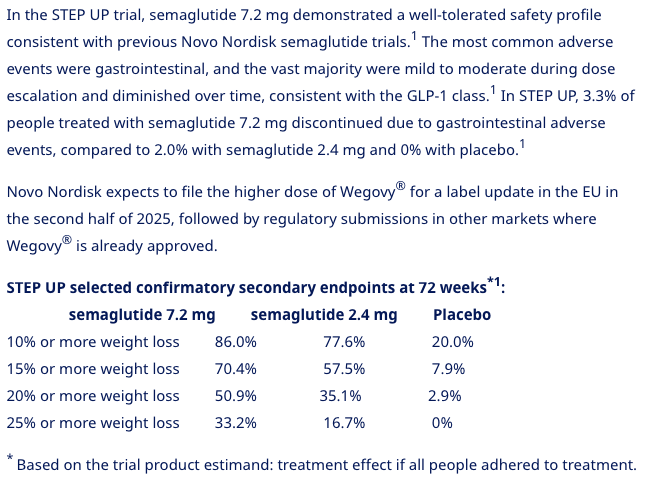 In the STEP UP trial, semaglutide 7.2 mg demonstrated a well-tolerated safety profile
consistent with previous Novo Nordisk semaglutide trials.1 The most common adverse
events were gastrointestinal, and the vast majority were mild to moderate during dose
escalation and diminished over time, consistent with the GLP-1 class.1 In STEP UP, 3.3% of
people treated with semaglutide 7.2 mg discontinued due to gastrointestinal adverse
events, compared to 2.0% with semaglutide 2.4 mg and 0% with placebo.1
Novo Nordisk expects to file the higher dose of Wegovy® for a label update in the EU in
the second half of 2025, followed by regulatory submissions in other markets where
Wegovy® is already approved.
STEP UP selected confirmatory secondary endpoints at 72 weeks*1:
semaglutide 7.2 mg semaglutide 2.4 mg Placebo
10% or more weight loss 86.0% 77.6% 20.0%
15% or more weight loss 70.4% 57.5% 7.9%
20% or more weight loss 50.9% 35.1% 2.9%
25% or more weight loss 33.2% 16.7% 0%
* Based on the trial product estimand: treatment effect if all people adhered to treatment.